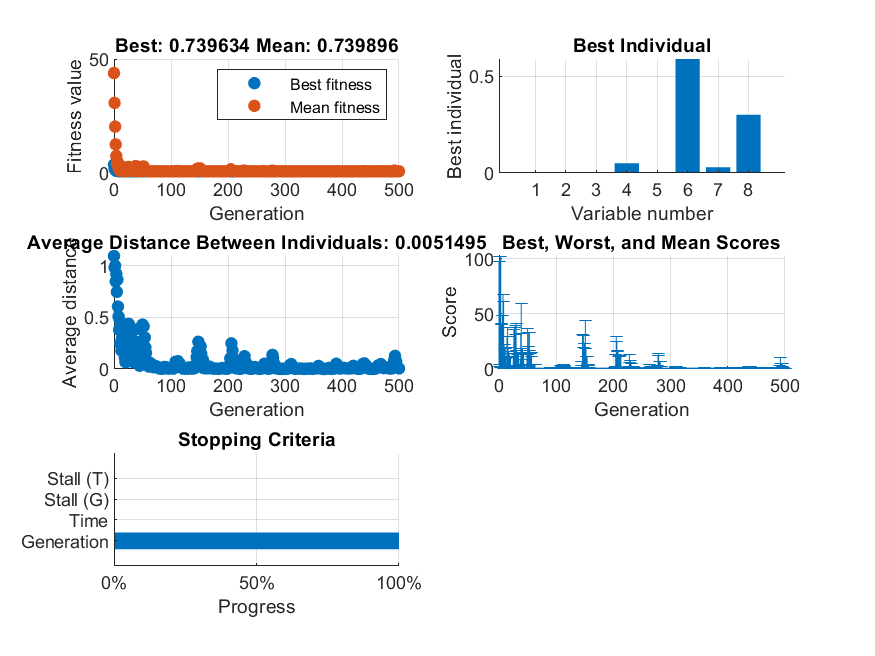 Best: 0.739634 Mean: 0.739896
Fitness value
50
0
Best fitness
Mean fitness
0 100 200 300 400 500
Generation
Best Individual
Best individual
0.5
0
1 2 3 4 5 6 7 8
Variable number
Average Distance Between Individuals: 0.0051495
Average distance
1
0.5
0
0 100 200 300 400 500
Generation
Best, Worst, and Mean Scores
Score
100
50
0
0 100 200 300 400 500
Generation
Stopping Criteria
Stall (T)
Stall (G)
Time
Generation
0% 50% 100%
Progress